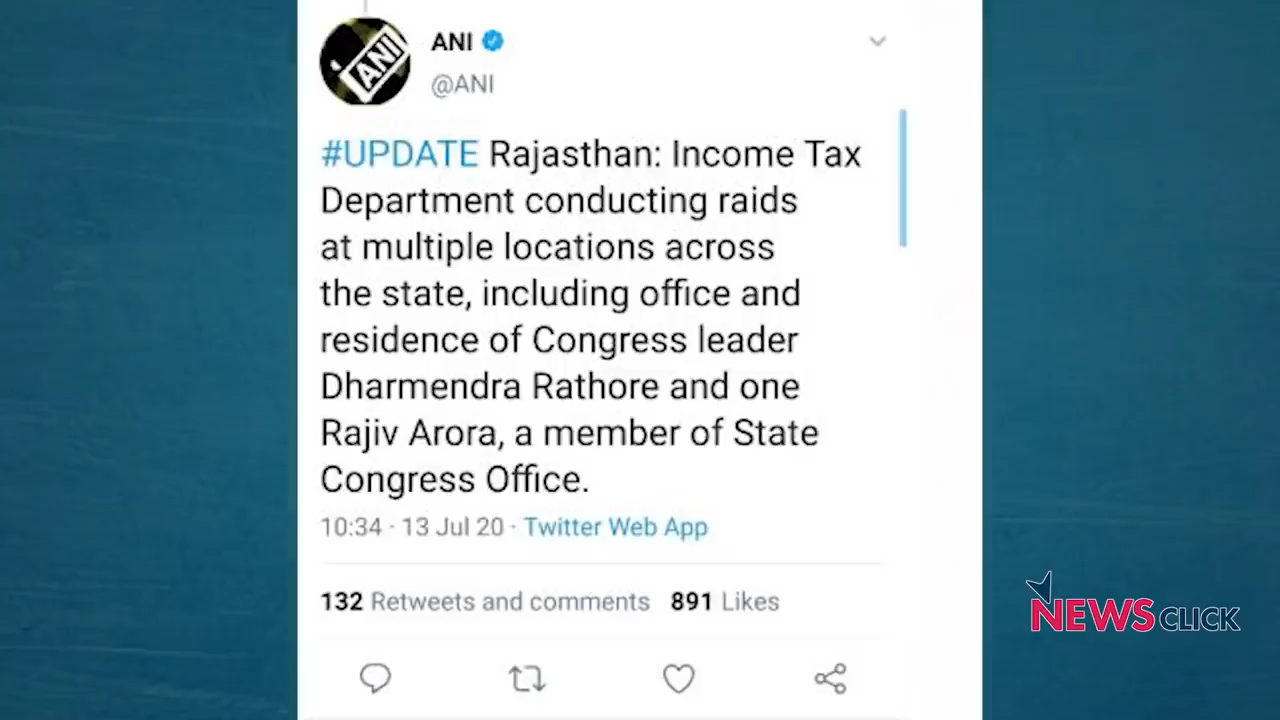 ANI
ANI
@ANI
#UPDATE Rajasthan: Income Tax
Department conducting raids
at multiple locations across
the state, including office and
residence of Congress leader
Dharmendra Rathore and one
Rajiv Arora, a member of State
Congress Office.
10:34 · 13 Jul 20 · Twitter Web App
132 Retweets and comments 891 Likes
NEWSCLICK